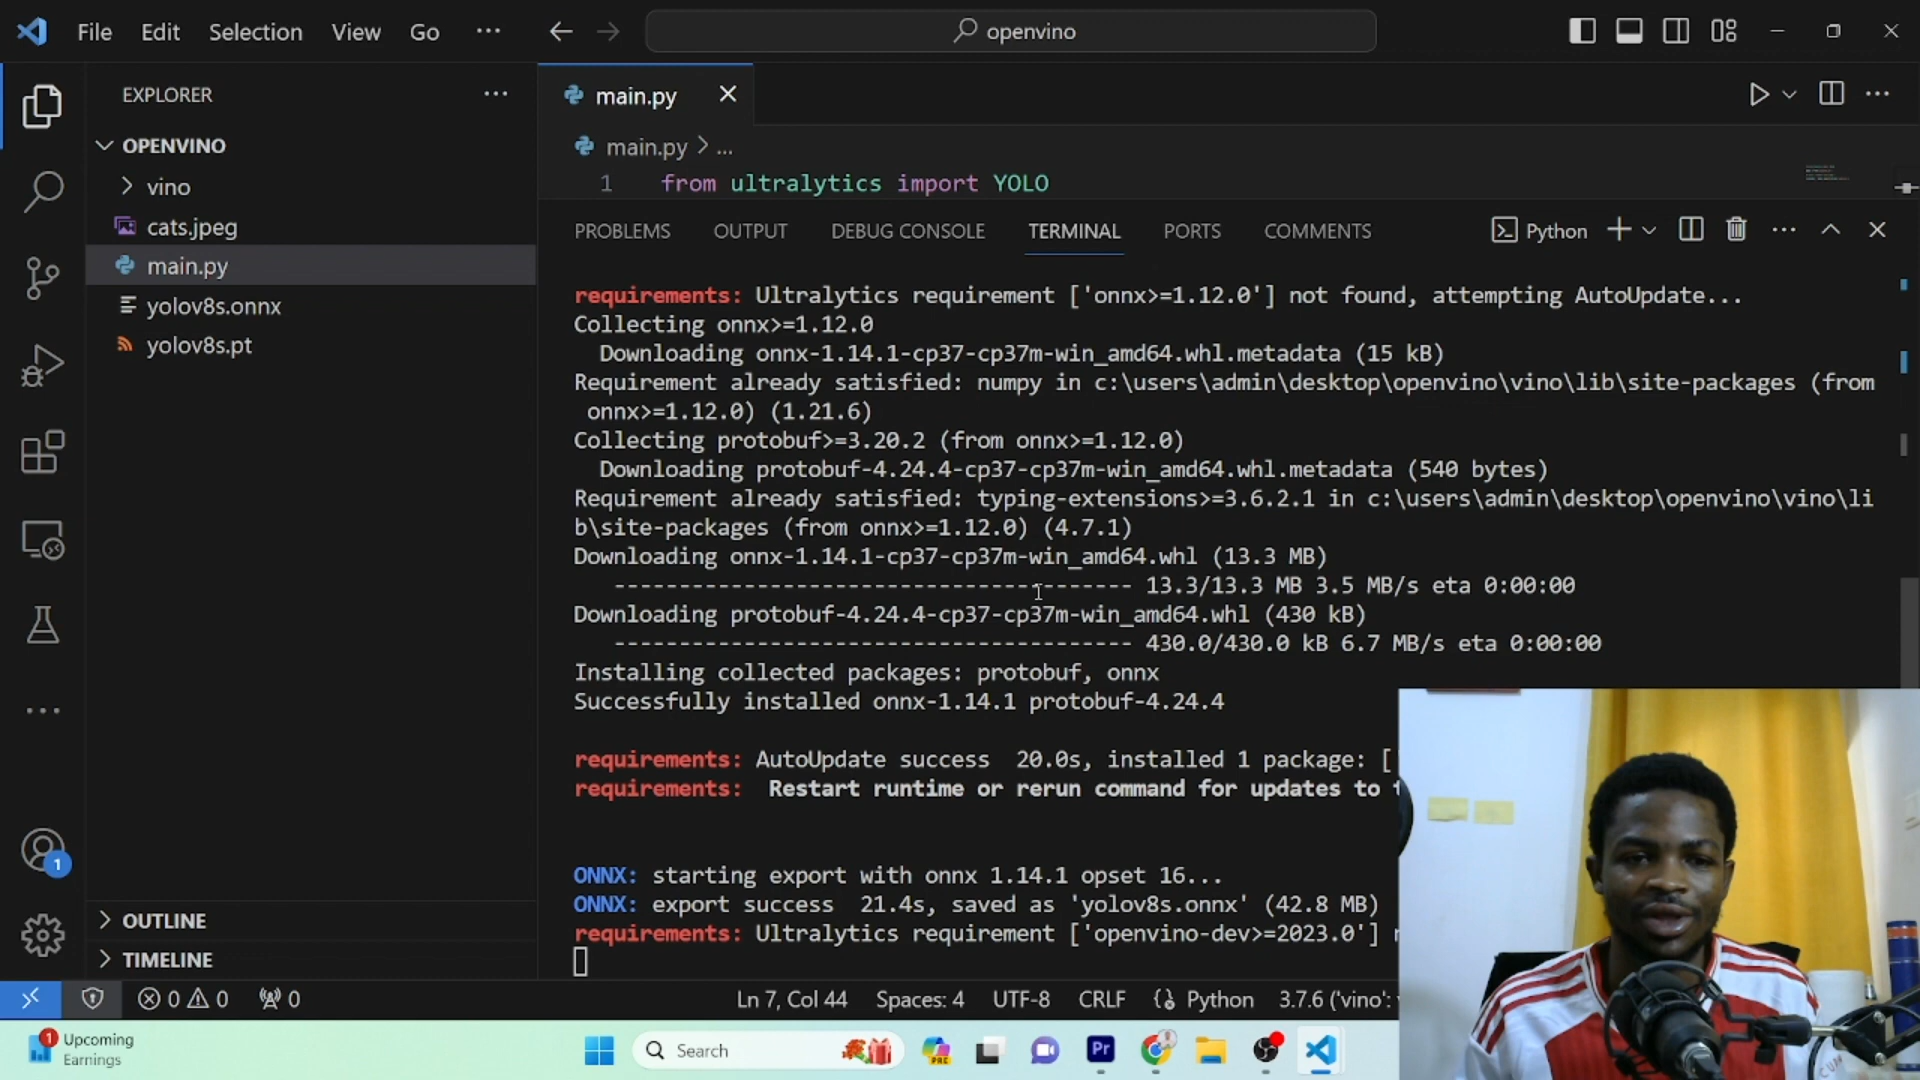 File Edit Selection View Go ...
openvino
EXPLORER
OPENVINO
vino
cats.jpeg
main.py
yolov8s.onnx
yolov8s.pt
OUTLINE
TIMELINE
main.py
main.py > ...
1 from ultralytics import YOLO
PROBLEMS OUTPUT DEBUG CONSOLE TERMINAL PORTS COMMENTS
Python
requirements: Ultralytics requirement ['onnx>=1.12.0'] not found, attempting AutoUpdate...
Collecting onnx>=1.12.0
Downloading onnx-1.14.1-cp37-cp37m-win_amd64.whl.metadata (15 kB)
Requirement already satisfied: numpy in c:\users\admin\desktop\openvino\vino\lib\site-packages (from
onnx>=1.12.0) (1.21.6)
Collecting protobuf>=3.20.2 (from onnx>=1.12.0)
Downloading protobuf-4.24.4-cp37-cp37m-win_amd64.whl.metadata (540 bytes)
Requirement already satisfied: typing-extensions>=3.6.2.1 in c:\users\admin\desktop\openvino\vino\li
b\site-packages (from onnx>=1.12.0) (4.7.1)
Downloading onnx-1.14.1-cp37-cp37m-win_amd64.whl (13.3 MB)
---------------------------------------- 13.3/13.3 MB 3.5 MB/s eta 0:00:00
Downloading protobuf-4.24.4-cp37-cp37m-win_amd64.whl (430 kB)
---------------------------------------- 430.0/430.0 kB 6.7 MB/s eta 0:00:00
Installing collected packages: protobuf, onnx
Successfully installed onnx-1.14.1 protobuf-4.24.4
requirements: AutoUpdate success 20.0s, installed 1 package: [
requirements: Restart runtime or rerun command for updates to
ONNX: starting export with onnx 1.14.1 opset 16...
ONNX: export success 21.4s, saved as 'yolov8s.onnx' (42.8 MB)
requirements: Ultralytics requirement ['openvino-dev>=2023.0']
1
0 0 0
Ln 7, Col 44 Spaces: 4 UTF-8 CRLF Python 3.7.6 ('vino':
1
Upcoming
Earnings
Search
PRE
Pr